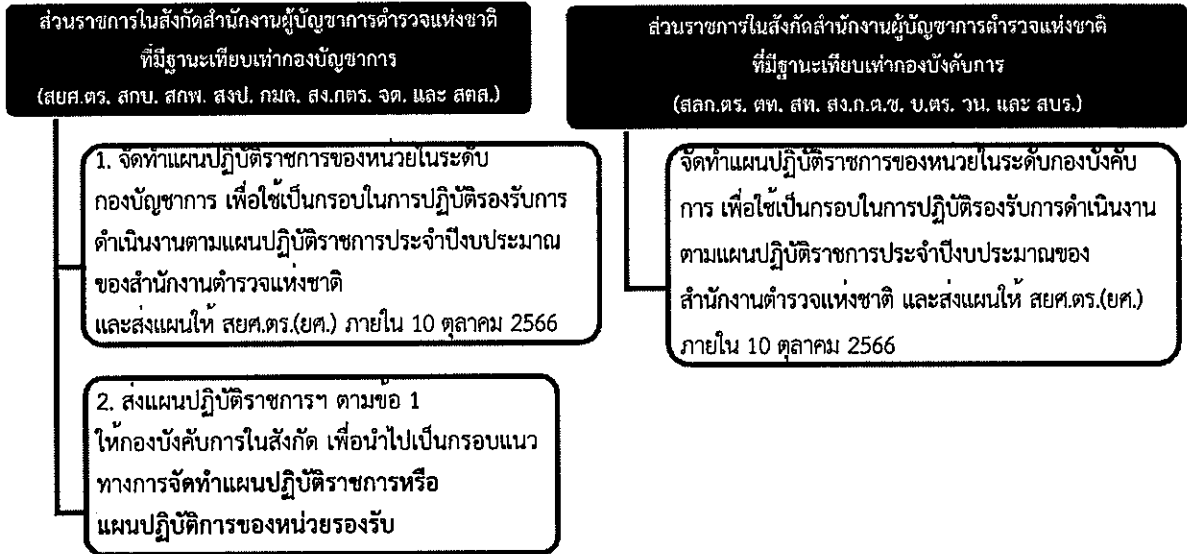 ส่วนราชการในสังกัดสำนักงานผู้บัญชาการตำรวจแห่งชาติ
ที่มีฐานะเทียบเท่ากองบัญชาการ
(สยศ.ตร. สกบ. สกพ. สงป. กมค. สง.กตร. จต. และ สตส.)
1. จัดทำแผนปฏิบัติราชการของหน่วยในระดับ
กองบัญชาการ เพื่อใช้เป็นกรอบในการปฏิบัติรองรับการ
ดำเนินงานตามแผนปฏิบัติราชการประจำปีงบประมาณ
ของสำนักงานตำรวจแห่งชาติ
และส่งแผนให้ สยศ.ตร.(ยศ.) ภายใน 10 ตุลาคม 2566
2. ส่งแผนปฏิบัติราชการฯ ตามข้อ 1
ให้กองบังคับการในสังกัด เพื่อนำไปเป็นกรอบแนว
ทางการจัดทำแผนปฏิบัติราชการหรือ
แผนปฏิบัติการของหน่วยรองรับ
ส่วนราชการในสังกัดสำนักงานผู้บัญชาการตำรวจแห่งชาติ
ที่มีฐานะเทียบเท่ากองบังคับการ
(สลก.ตร. ตท. สท. สง.ก.ต.ช. บ.ตร. วน. และ สบร.)
จัดทำแผนปฏิบัติราชการของหน่วยในระดับกองบังคับ
การ เพื่อใช้เป็นกรอบในการปฏิบัติรองรับการดำเนินงาน
ตามแผนปฏิบัติราชการประจำปีงบประมาณของ
สำนักงานตำรวจแห่งชาติ และส่งแผนให้ สยศ.ตร.(ยศ.)
ภายใน 10 ตุลาคม 2566